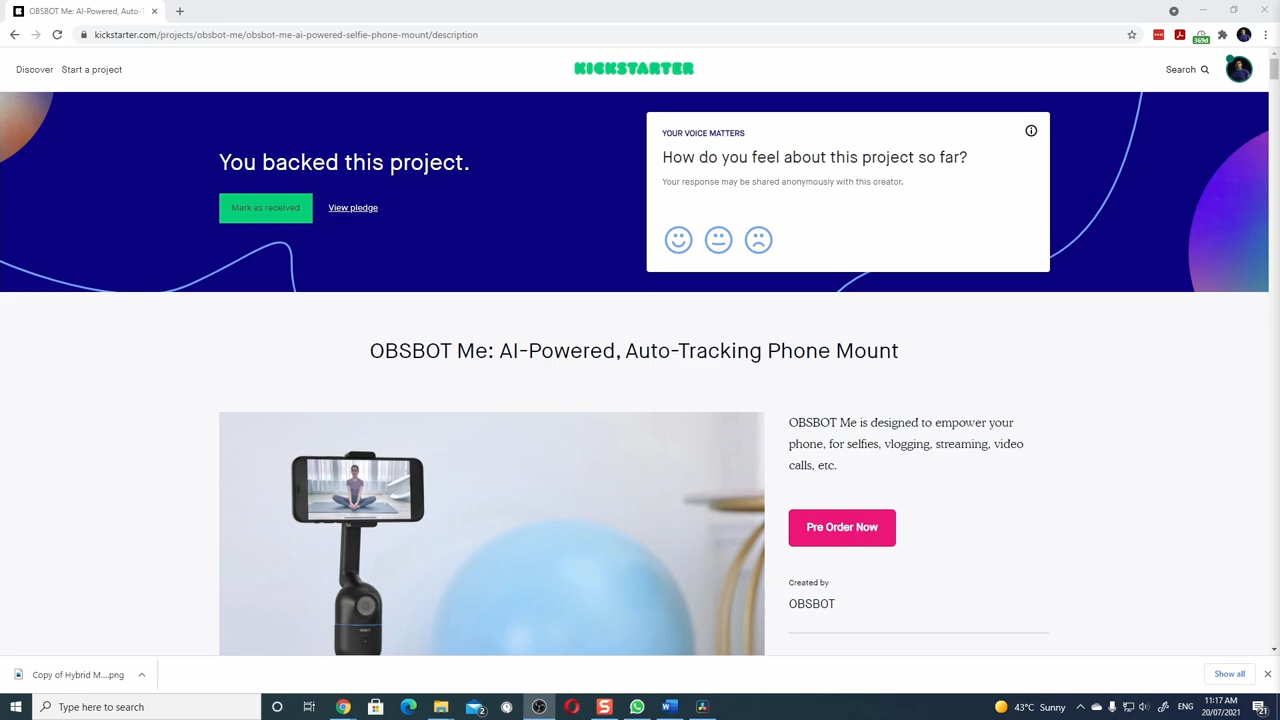 OBSBOT Me: AI-Powered, Auto-T
kickstarter.com/projects/obsbot-me/obsbot-me-ai-powered-selfie-phone-mount/description
369d
Discover
Start a project
KICKSTARTER
Search
You backed this project.
Mark as received
View pledge
YOUR VOICE MATTERS
How do you feel about this project so far?
Your response may be shared anonymously with this creator.
OBSBOT Me: AI-Powered, Auto-Tracking Phone Mount
OBSBOT Me is designed to empower your
phone, for selfies, vlogging, streaming, video
calls, etc.
Pre Order Now
Created by
OBSBOT
Copy of Hybrid M....png
Show all
Type here to search
2
S
W
43°C Sunny
11:17 AM
20/07/2021
21